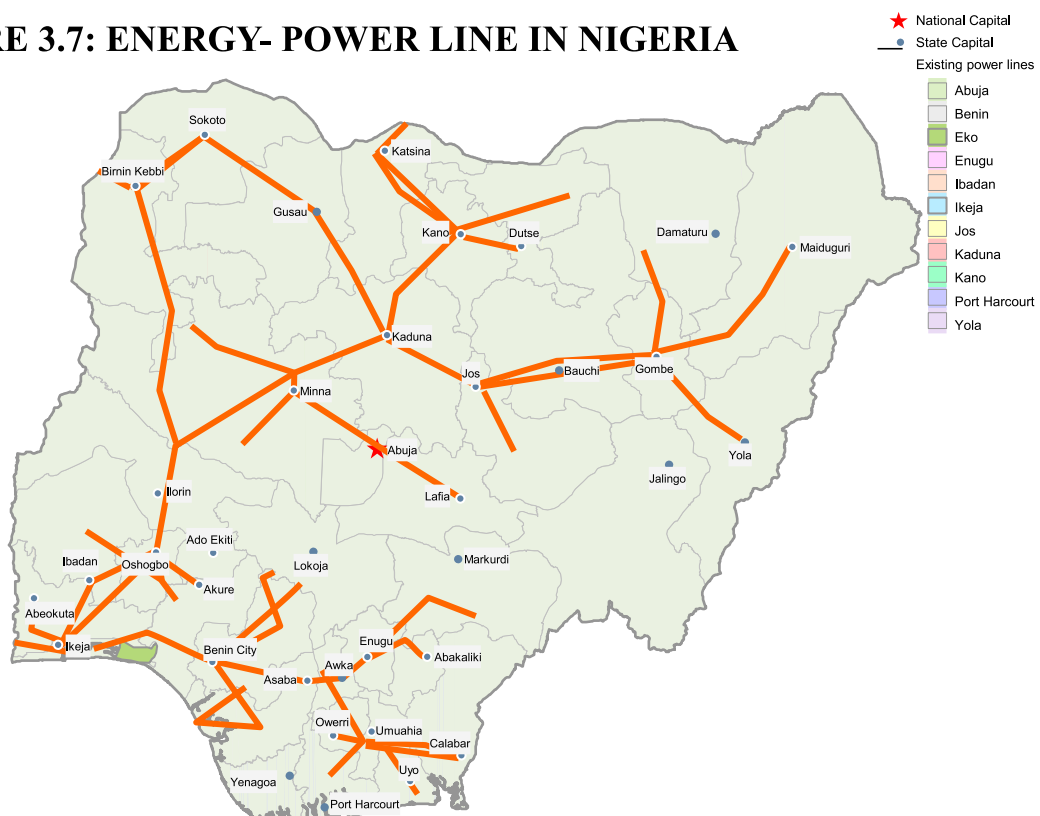 RE 3.7: ENERGY- POWER LINE IN NIGERIA
National Capital
State Capital
Existing power lines
Abuja
Benin
Eko
Enugu
Ibadan
Ikeja
Jos
Kaduna
Kano
Port Harcourt
Yola
Sokoto
Katsina
Birnin Kebbi
Gusau
Kano
Dutse
Damaturu
Maiduguri
Kaduna
Jos
Bauchi
Gombe
Minna
Abuja
Yola
Jalingo
Lafia
Ilorin
Ado Ekiti
Ibadan
Oshogbo
Lokoja
Markurdi
Akure
Abeokuta
Ikeja
Benin City
Enugu
Abakaliki
Awka
Asaba
Owerri
Umuahia
Calabar
Uyo
Yenagoa
Port Harcourt